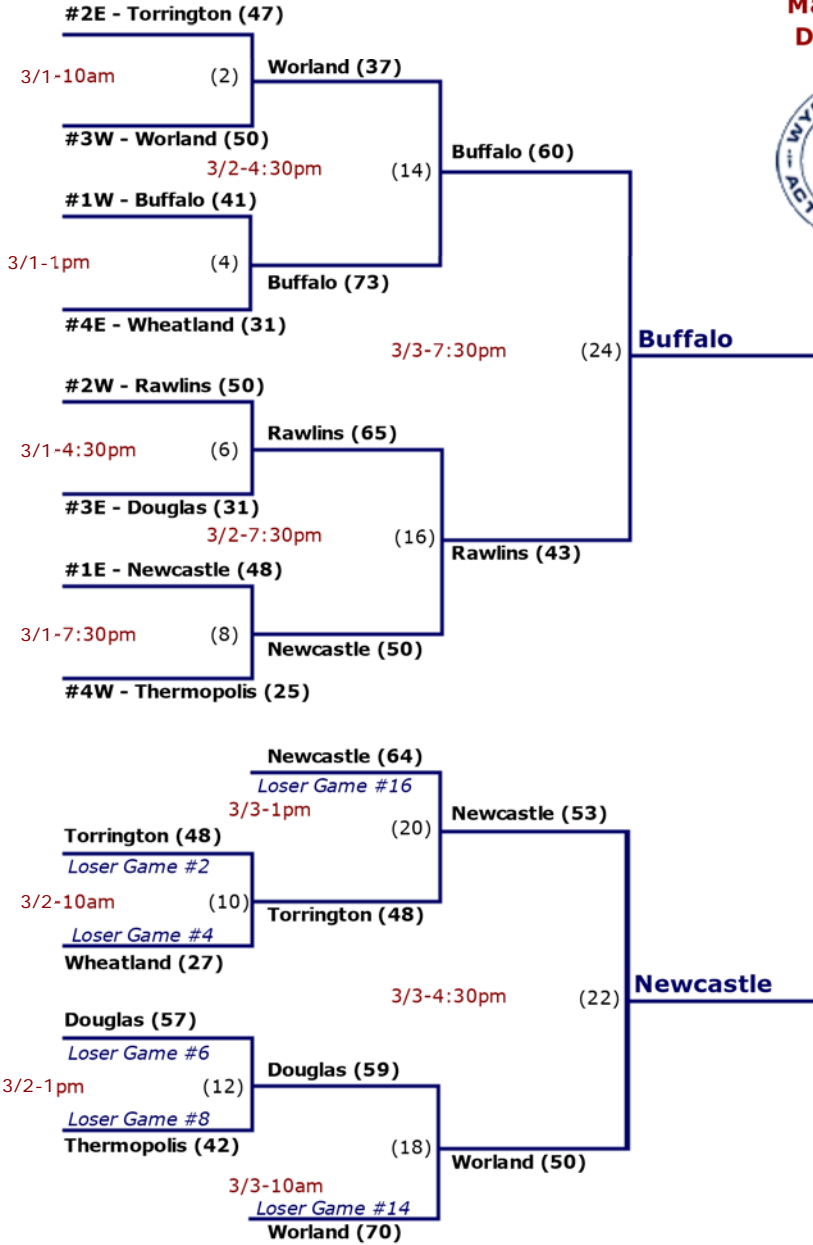 Ma
#2E - Torrington (47)
D
Worland (37)
3/1-10am (2)
#3W - Worland (50)
Buffalo (60)
3/2-4:30pm (14)
#1W - Buffalo (41)
3/1-1pm (4)
Buffalo (73)
#4E - Wheatland (31)
Buffalo
3/3-7:30pm (24)
#2W - Rawlins (50)
Rawlins (65)
3/1-4:30pm (6)
#3E - Douglas (31)
3/2-7:30pm (16)
Rawlins (43)
#1E - Newcastle (48)
3/1-7:30pm (8)
Newcastle (50)
#4W - Thermopolis (25)
Newcastle (64)
Loser Game #16
3/3-1pm
Newcastle (53)
(20)
Torrington (48)
Loser Game #2
3/2-10am (10)
Torrington (48)
Loser Game #4
Wheatland (27)
Newcastle
3/3-4:30pm (22)
Douglas (57)
Loser Game #6
Douglas (59)
3/2-1pm (12)
Loser Game #8
Thermopolis (42)
(18)
Worland (50)
3/3-10am
Loser Game #14
Worland (70)